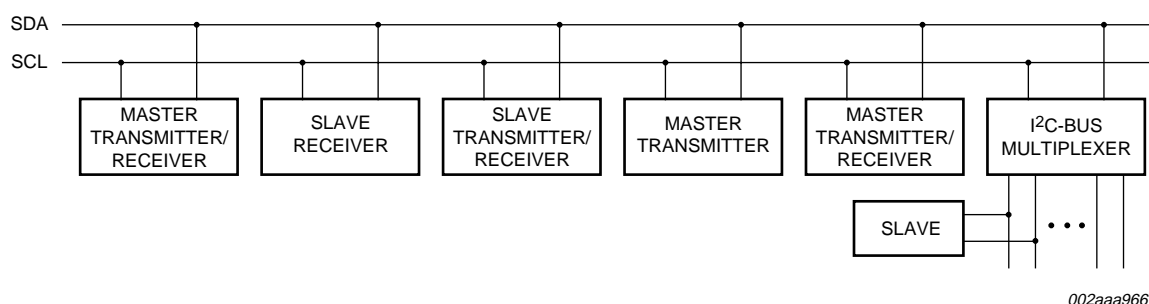 SDA
SCL
MASTER
TRANSMITTER/
RECEIVER
SLAVE
RECEIVER
SLAVE
TRANSMITTER/
RECEIVER
MASTER
TRANSMITTER
MASTER
TRANSMITTER/
RECEIVER
I²C-BUS
MULTIPLEXER
SLAVE
002aaa966